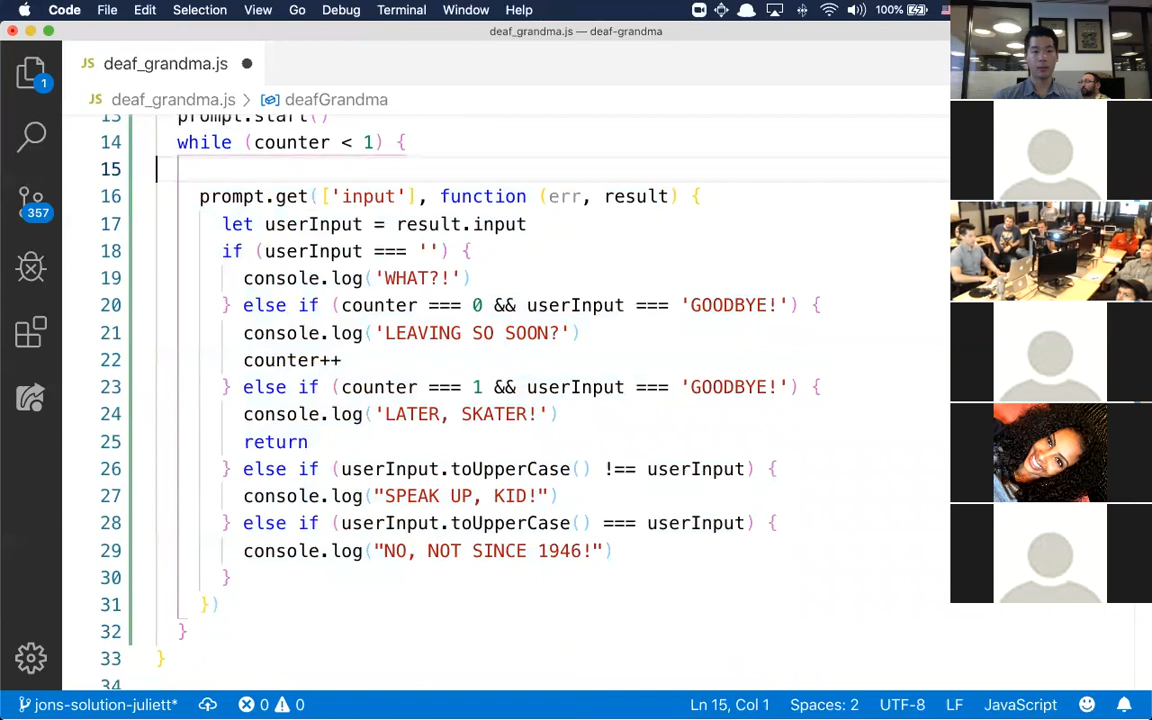 Code File Edit Selection View Go Debug Terminal Window Help 100%
deaf_grandma.js — deaf-grandma
JS deaf_grandma.js
JS deaf_grandma.js > deafGrandma
1
357
13 prompt.start()
14 while (counter < 1) {
15
16 prompt.get(['input'], function (err, result) {
17 let userInput = result.input
18 if (userInput === '') {
19 console.log('WHAT?!')
20 } else if (counter === 0 && userInput === 'GOODBYE!') {
21 console.log('LEAVING SO SOON?')
22 counter++
23 } else if (counter === 1 && userInput === 'GOODBYE!') {
24 console.log('LATER, SKATER!')
25 return
26 } else if (userInput.toUpperCase() !== userInput) {
27 console.log("SPEAK UP, KID!")
28 } else if (userInput.toUpperCase() === userInput) {
29 console.log("NO, NOT SINCE 1946!")
30 }
31 })
32 }
33 }
34
jons-solution-juliett* 0 0 Ln 15, Col 1 Spaces: 2 UTF-8 LF JavaScript